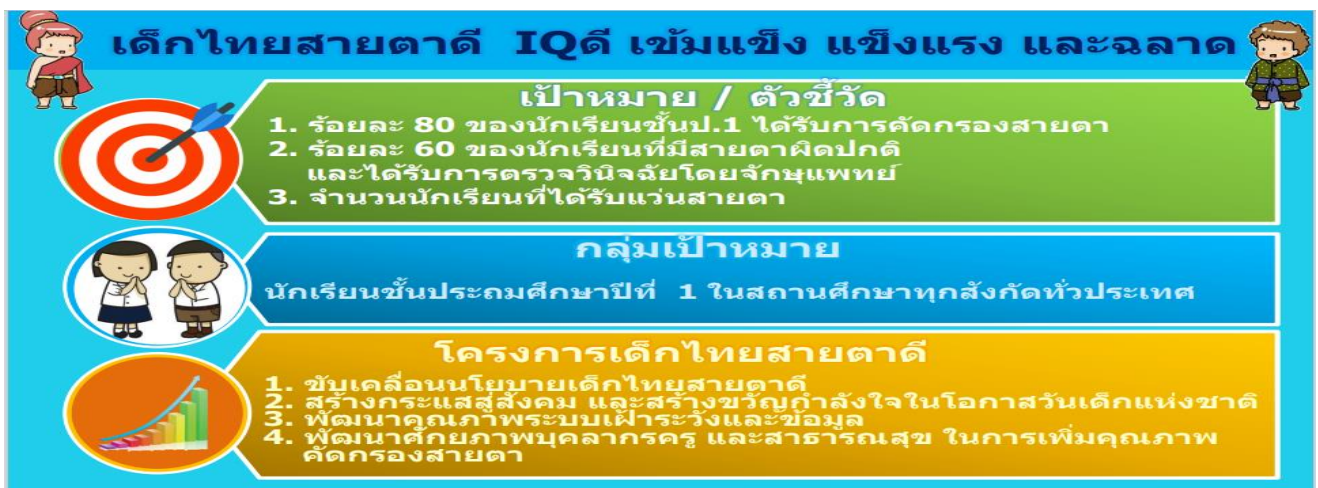 เด็กไทยสายตาดี IQดี เข้มแข็ง แข็งแรง และฉลาด
เป้าหมาย / ตัวชี้วัด
1. ร้อยละ 80 ของนักเรียนชั้นป.1 ได้รับการคัดกรองสายตา
2. ร้อยละ 60 ของนักเรียนที่มีสายตาผิดปกติ
และได้รับการตรวจวินิจฉัยโดยจักษุแพทย์
3. จำนวนนักเรียนที่ได้รับแว่นสายตา
กลุ่มเป้าหมาย
นักเรียนชั้นประถมศึกษาปีที่ 1 ในสถานศึกษาทุกสังกัดทั่วประเทศ
โครงการเด็กไทยสายตาดี
1. ขับเคลื่อนนโยบายเด็กไทยสายตาดี
2. สร้างกระแสสู่สังคม และสร้างขวัญกำลังใจในโอกาสวันเด็กแห่งชาติ
3. พัฒนาคุณภาพระบบเฝ้าระวังและข้อมูล
4. พัฒนาศักยภาพบุคลากรครู และสาธารณสุข ในการเพิ่มคุณภาพ
คัดกรองสายตา